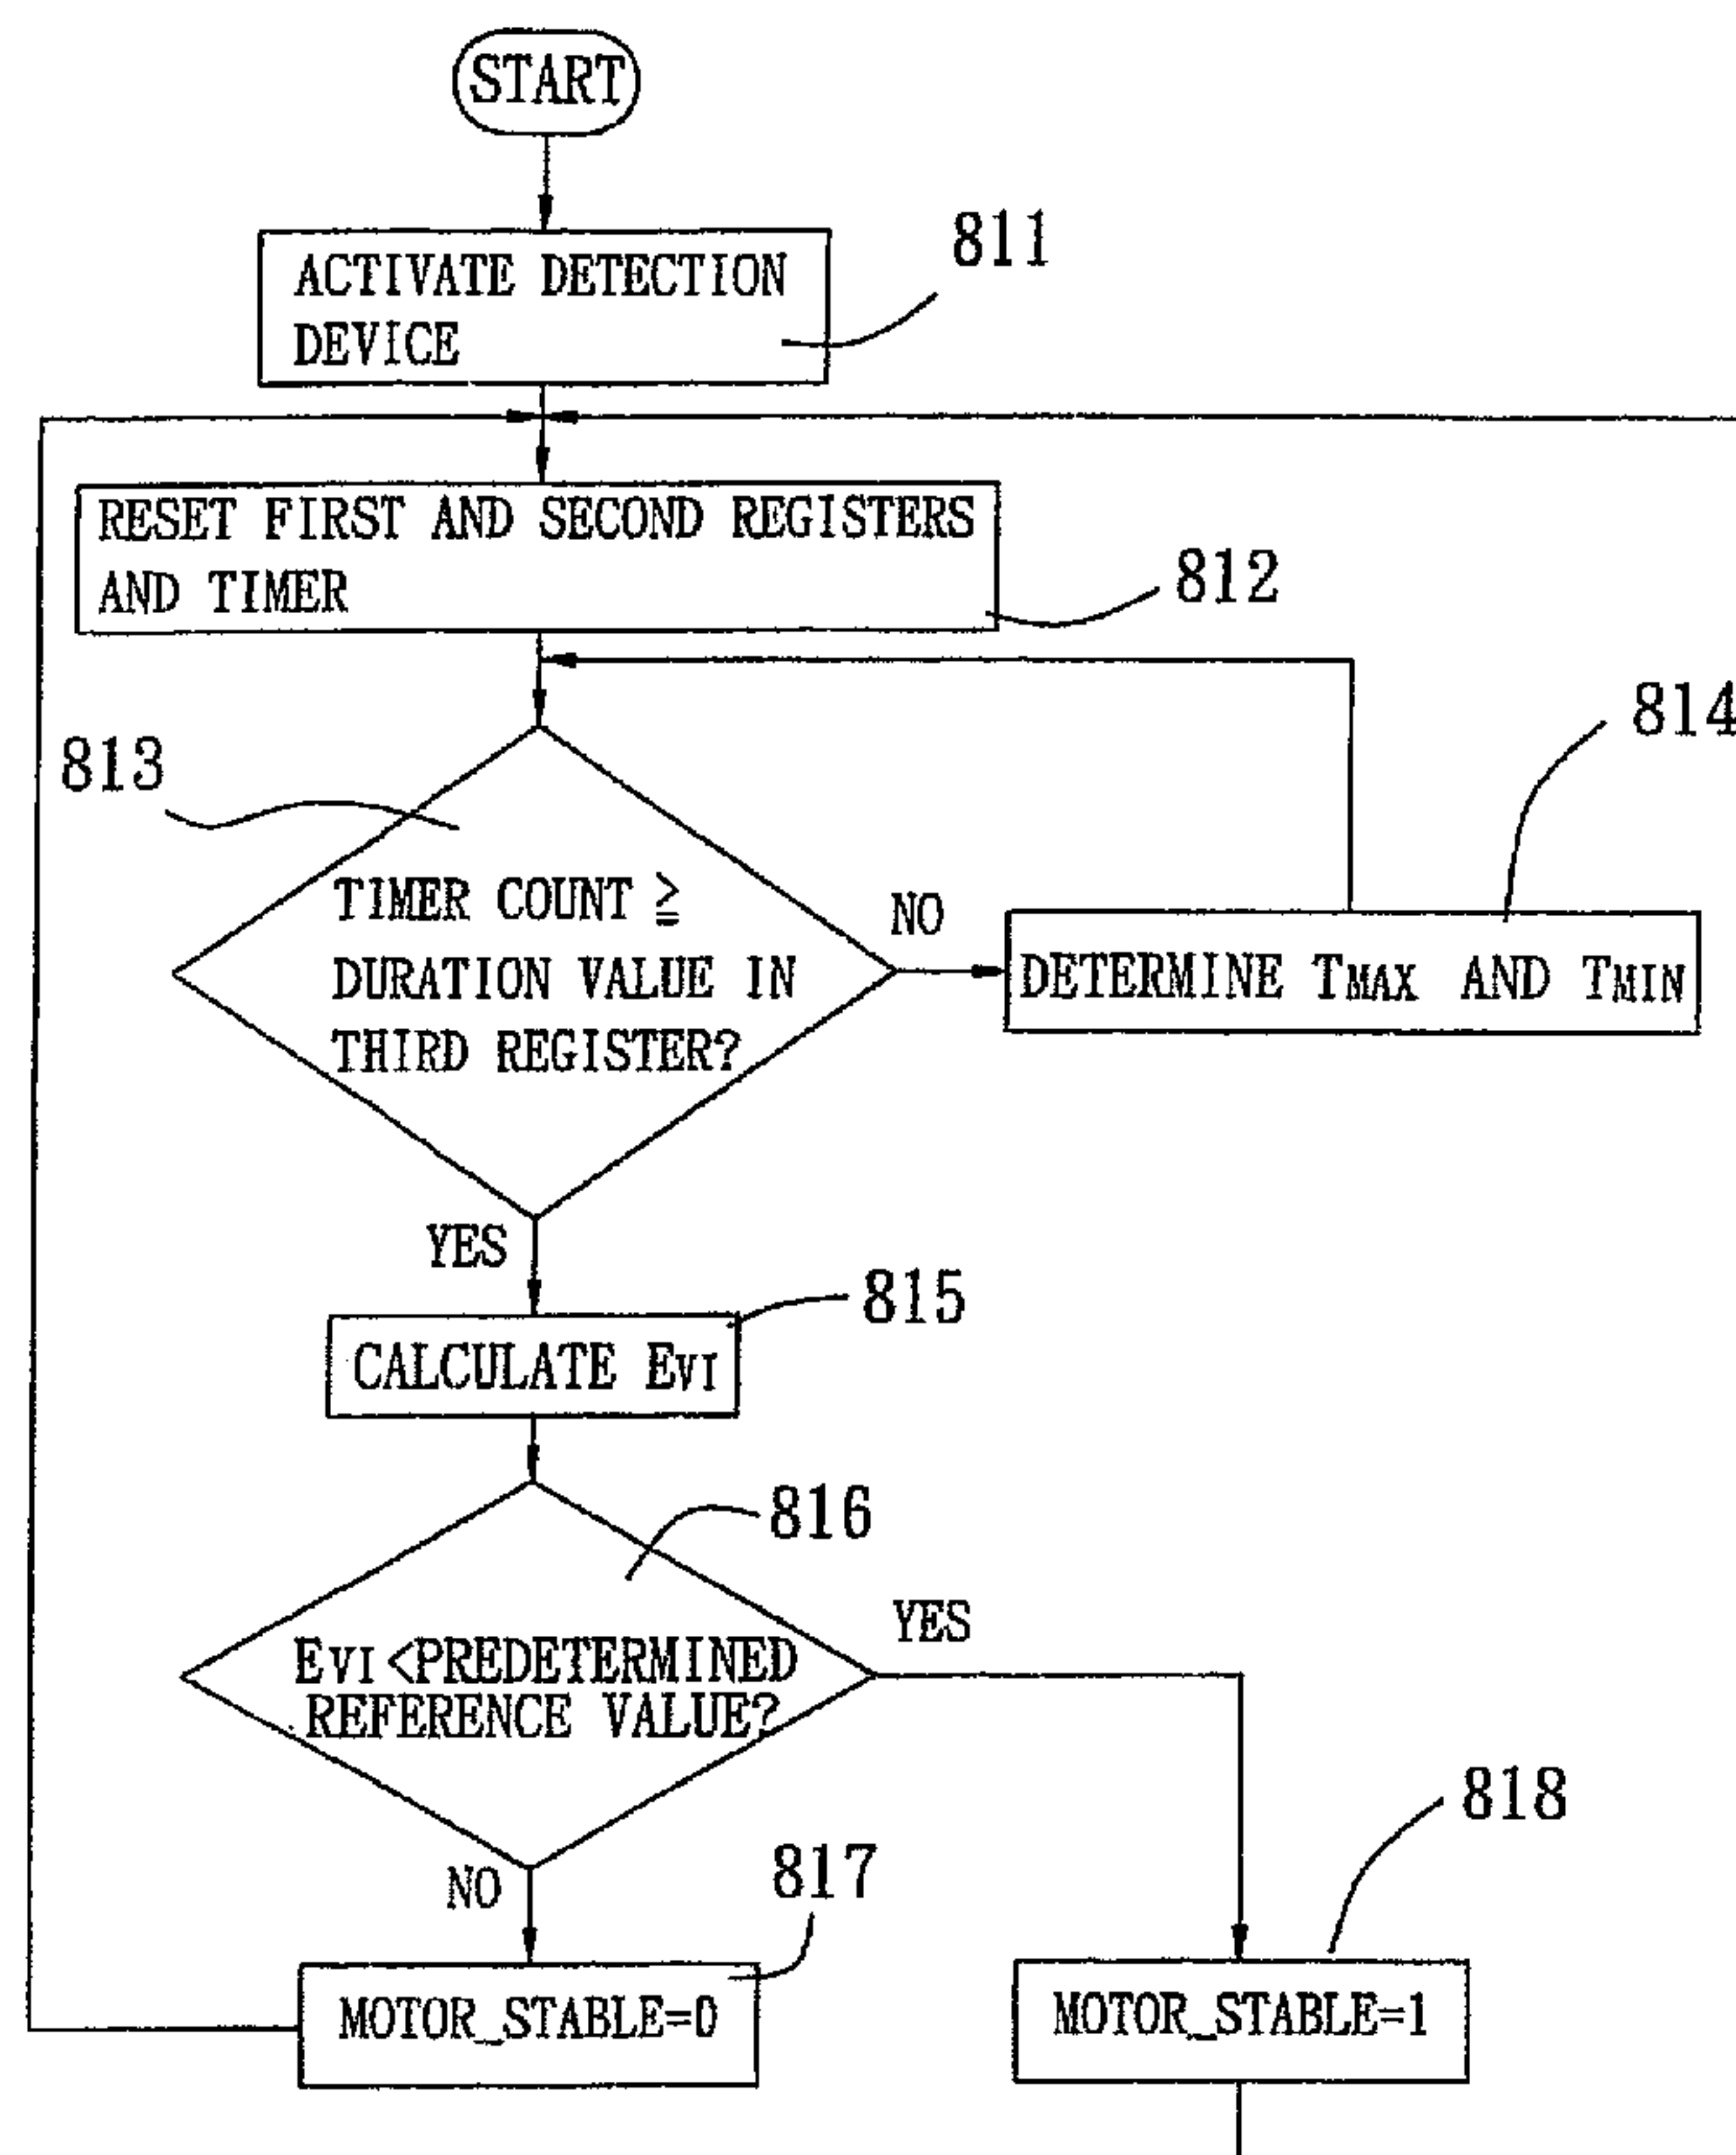 START
ACTIVATE DETECTION
DEVICE
811
RESET FIRST AND SECOND REGISTERS
AND TIMER
812
813
TIMER COUNT ≧
DURATION VALUE IN
THIRD REGISTER?
NO
814
DETERMINE TMAX AND TMIN
YES
815
CALCULATE EVI
816
EVI<PREDETERMINED
REFERENCE VALUE?
YES
NO
817
MOTOR_STABLE=0
818
MOTOR_STABLE=1